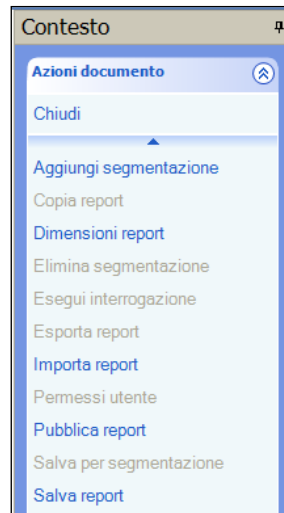 Contesto
Azioni documento
Chiudi
Aggiungi segmentazione
Copia report
Dimensioni report
Elimina segmentazione
Esegui interrogazione
Esporta report
Importa report
Permessi utente
Pubblica report
Salva per segmentazione
Salva report